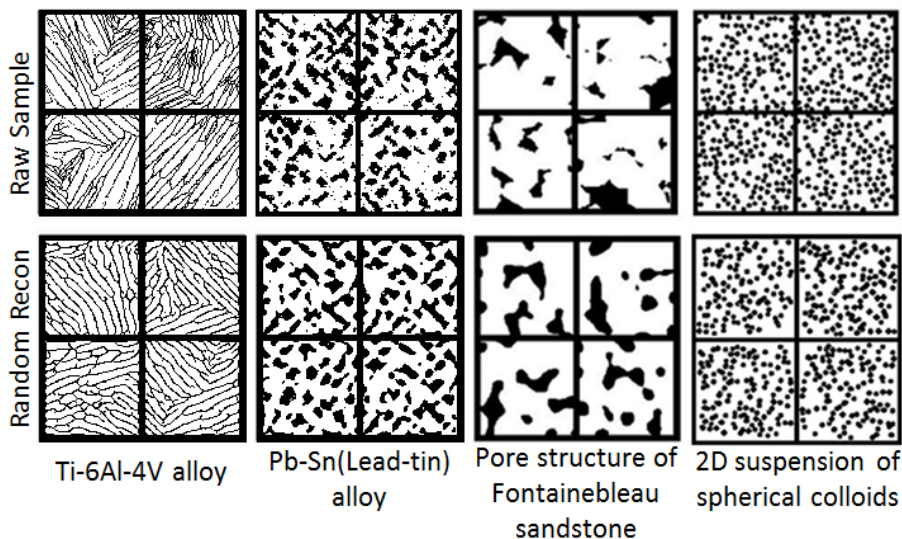 Raw Sample
Random Recon
Ti-6Al-4V alloy
Pb-Sn(Lead-tin)
alloy
Pore structure of
Fontainebleau
sandstone
2D suspension of
spherical colloids